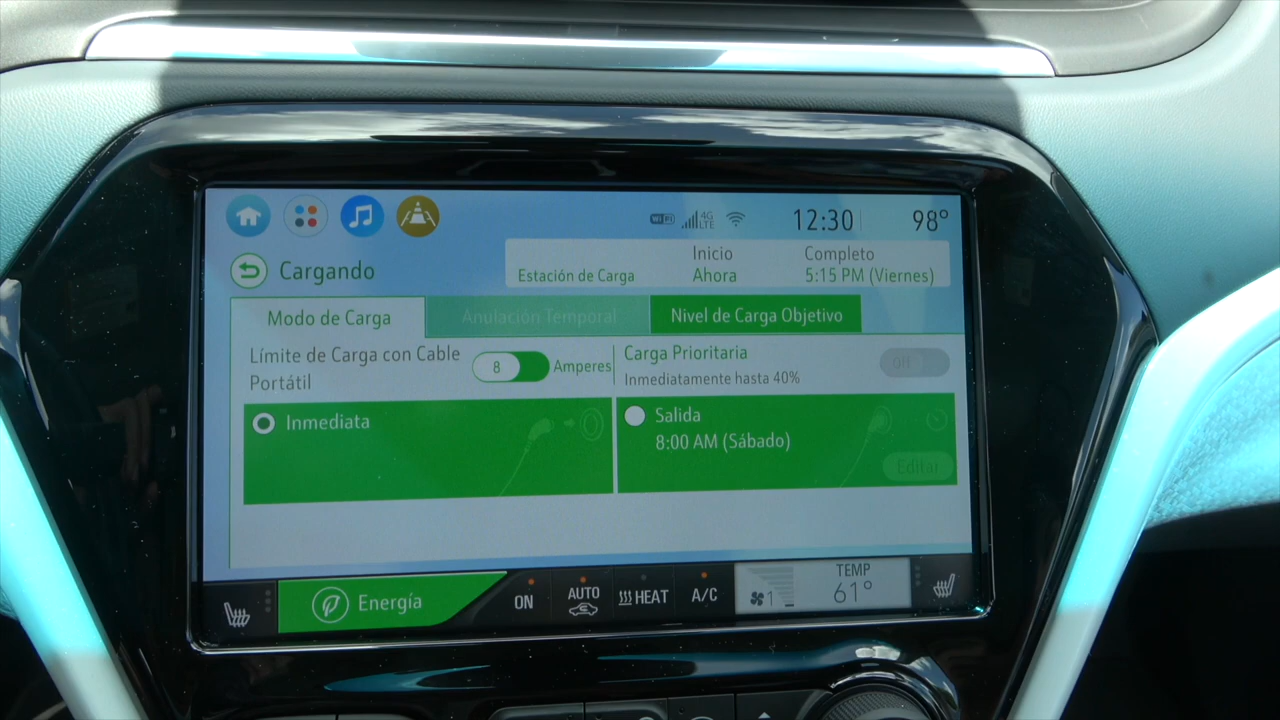 WiFi 4G LTE 12:30 98°
Cargando
Estación de Carga
Inicio
Ahora
Completo
5:15 PM (Viernes)
Modo de Carga
Anulación Temporal
Nivel de Carga Objetivo
Límite de Carga con Cable
Portátil
8
Amperes
Carga Prioritaria
Inmediatamente hasta 40%
Off
Inmediata
Salida
8:00 AM (Sábado)
Editar
Energía
ON
AUTO
HEAT
A/C
1
TEMP
61°